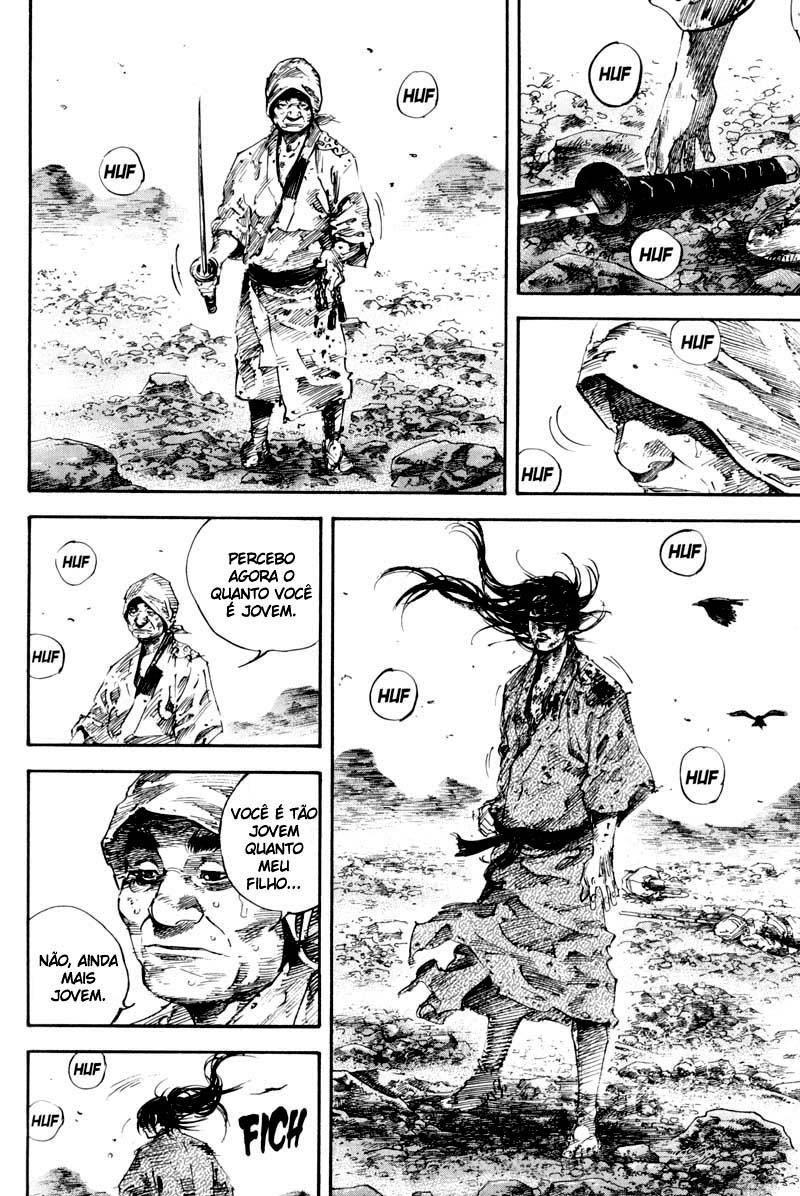 HUF
HUF
HUF
HUF
HUF
HUF
HUF
HUF
HUF
PERCEBO
AGORA O
QUANTO VOCÊ
É JOVEM.
HUF
HUF
HUF
VOCÊ É TÃO
JOVEM
QUANTO
MEU
FILHO...
NÃO, AINDA
MAIS
JOVEM.
HUF
HUF
FICH